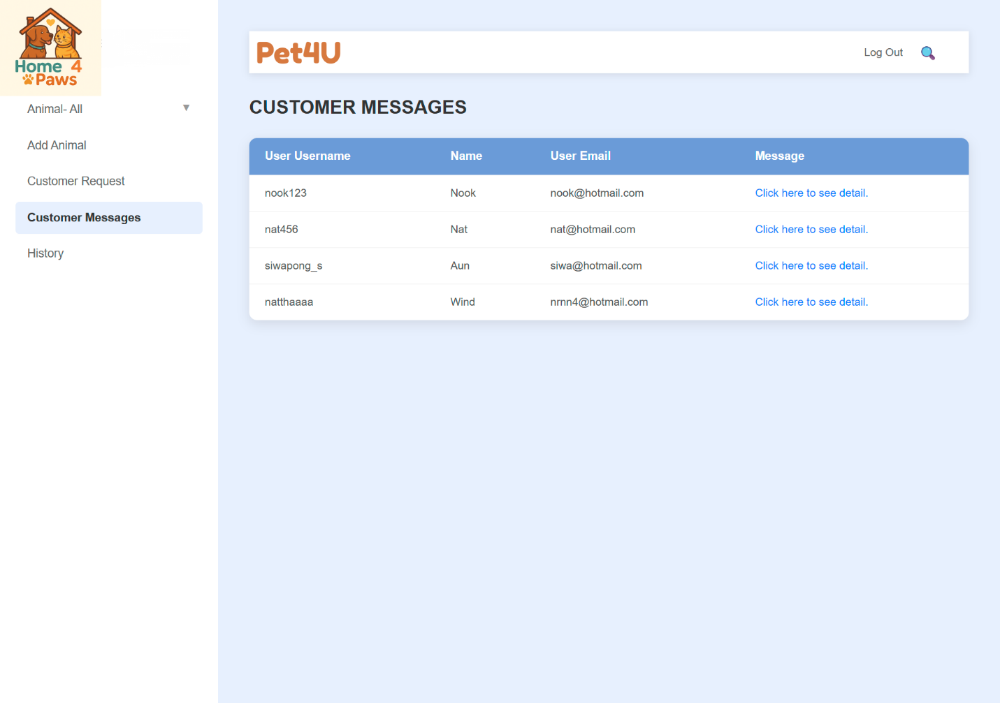 Home 4
Paws
Animal- All
Add Animal
Customer Request
Customer Messages
History
Pet4U
Log Out
CUSTOMER MESSAGES
User Username Name User Email Message
nook123 Nook nook@hotmail.com Click here to see detail.
nat456 Nat nat@hotmail.com Click here to see detail.
siwapong_s Aun siwa@hotmail.com Click here to see detail.
natthaaaa Wind nrnn4@hotmail.com Click here to see detail.